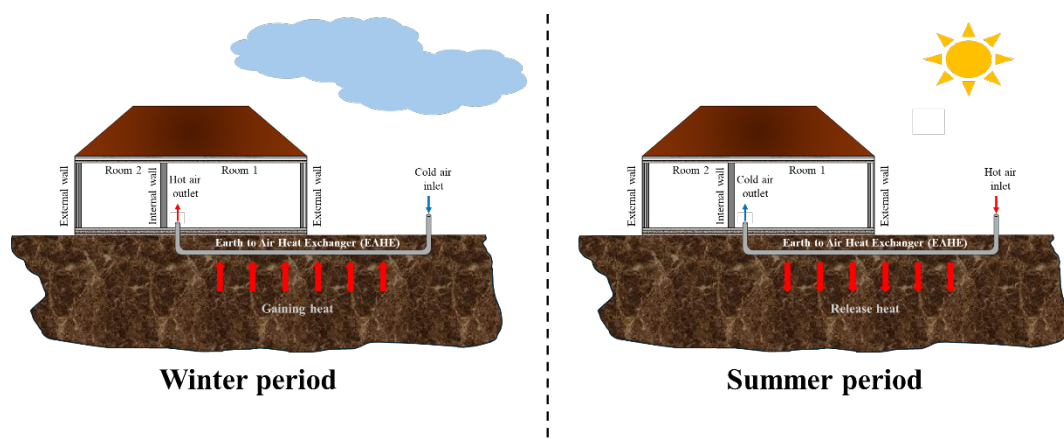 Room 2
Room 1
External wall
Internal wall
External wall
Hot air
outlet
Cold air
inlet
Earth to Air Heat Exchanger (EAHE)
Gaining heat
Winter period
Room 2
Room 1
External wall
Internal wall
External wall
Cold air
outlet
Hot air
inlet
Earth to Air Heat Exchanger (EAHE)
Release heat
Summer period